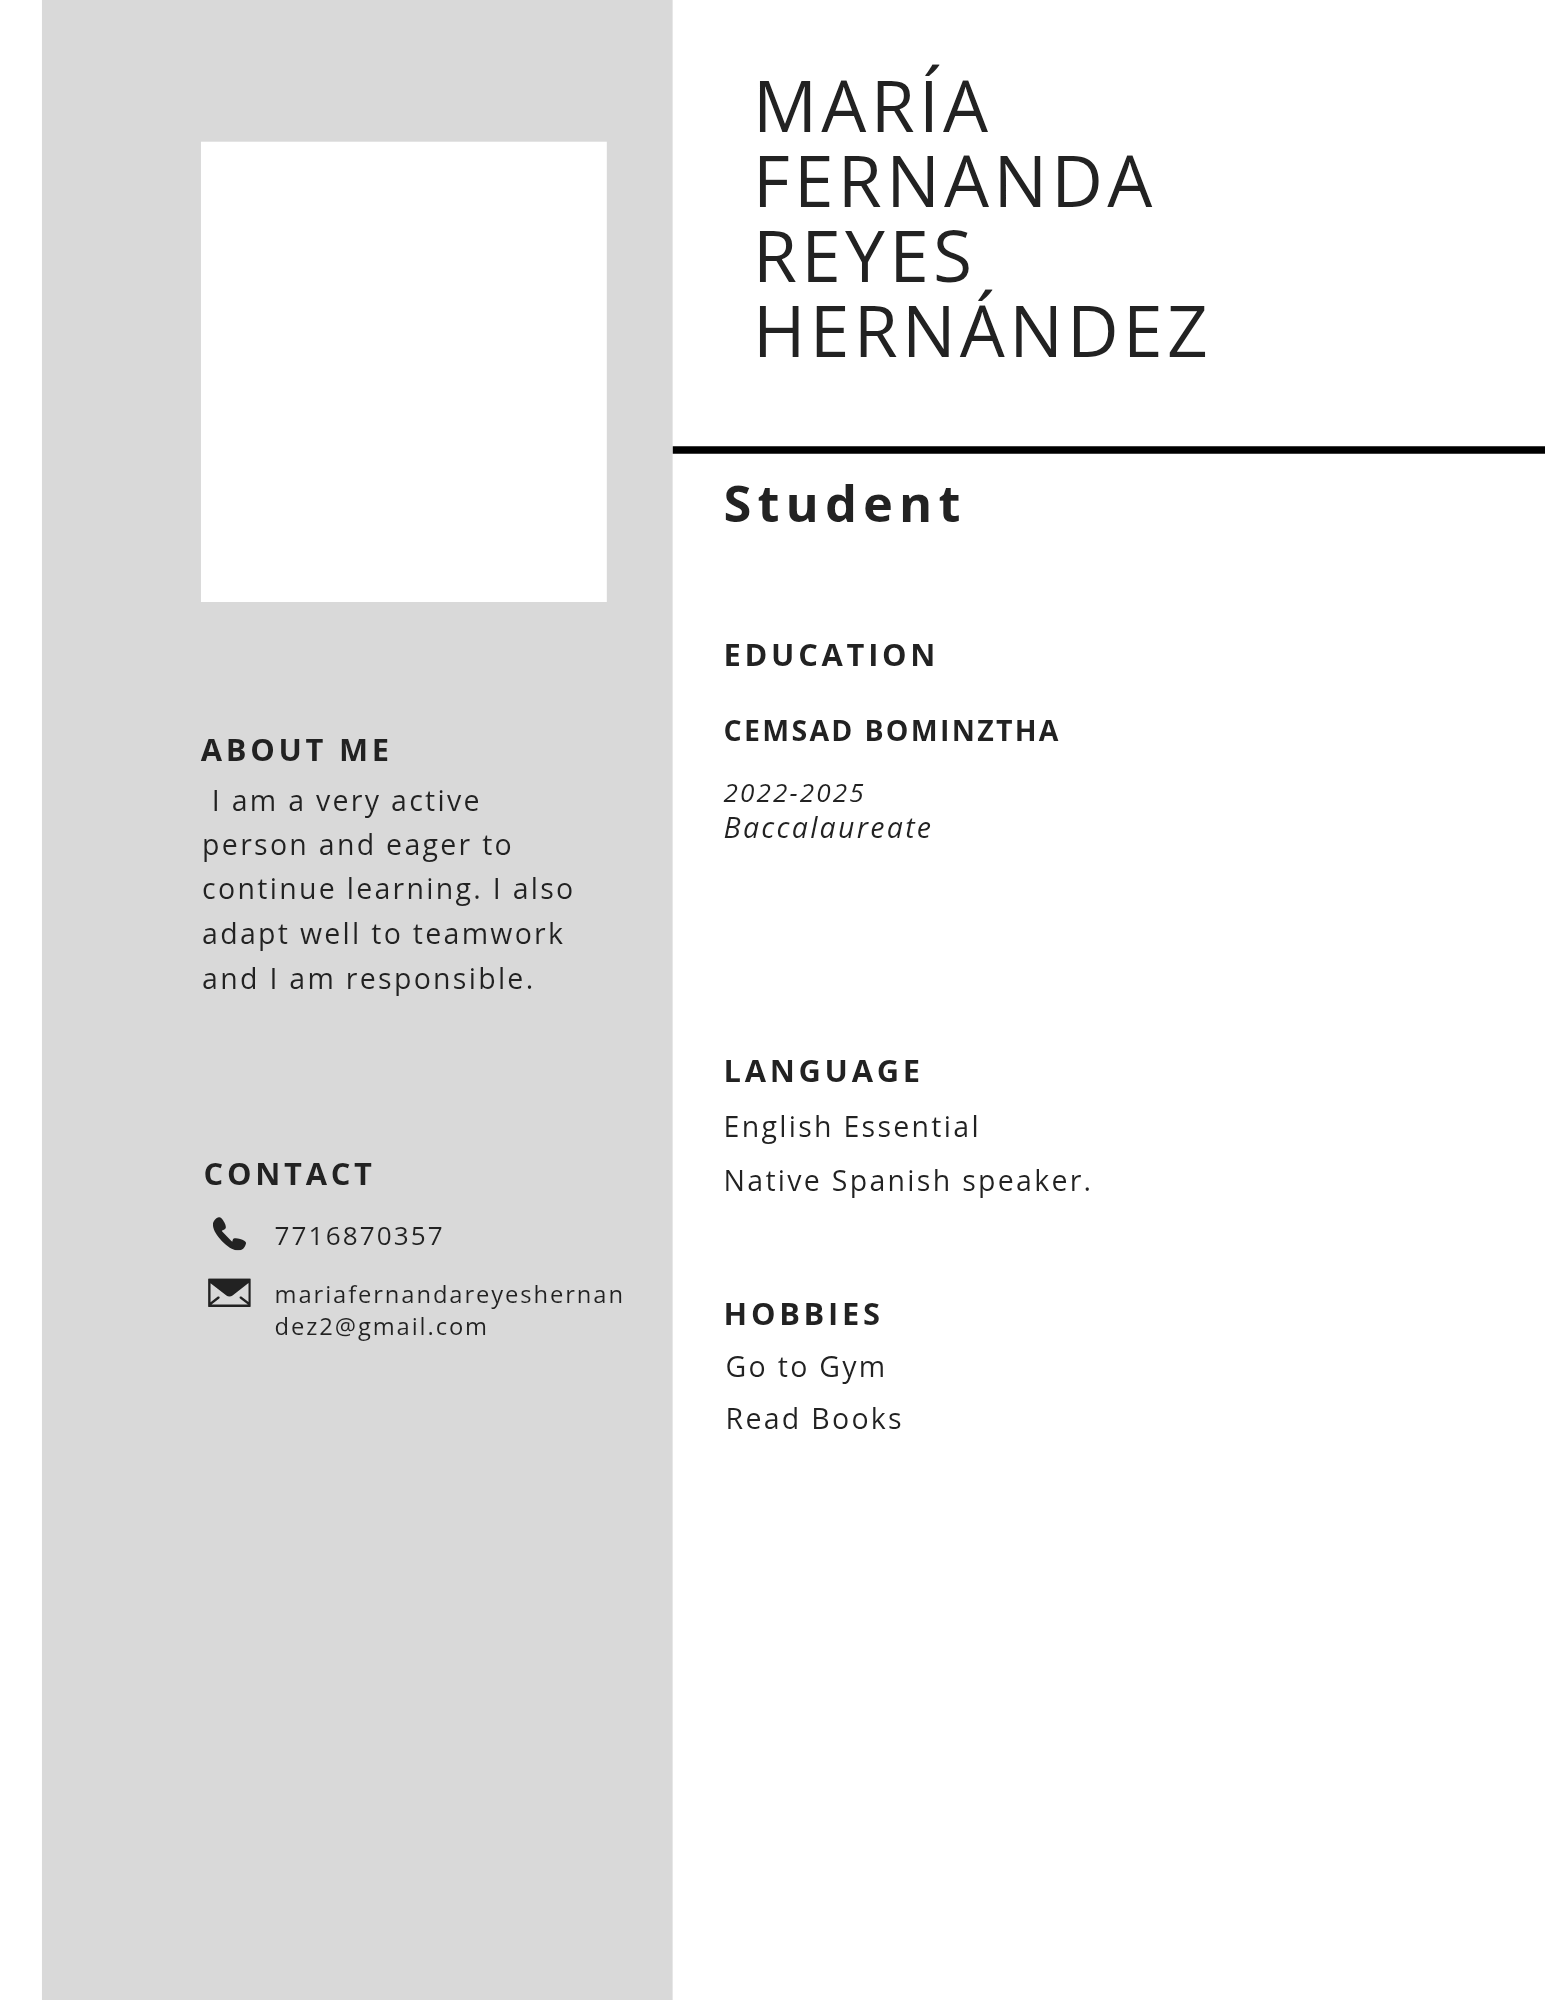 MARÍA
FERNANDA
REYES
HERNÁNDEZ
Student
ABOUT ME
I am a very active
person and eager to
continue learning. I also
adapt well to teamwork
and I am responsible.
CONTACT
7716870357
mariafernandareyeshernan
dez2@gmail.com
EDUCATION
CEMSAD BOMINZTHA
2022-2025
Baccalaureate
LANGUAGE
English Essential
Native Spanish speaker.
HOBBIES
Go to Gym
Read Books